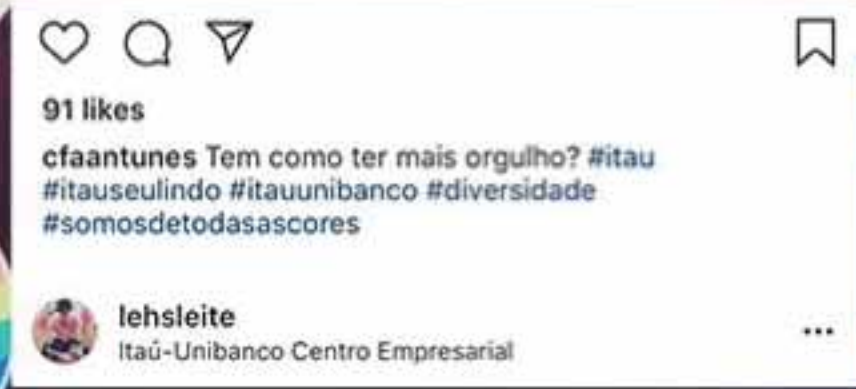 91 likes
cfaantunes Tem como ter mais orgulho? #itau
#itauseulindo #itauunibanco #diversidade
#somosdetodasascores
lehsleite
Itaú-Unibanco Centro Empresarial